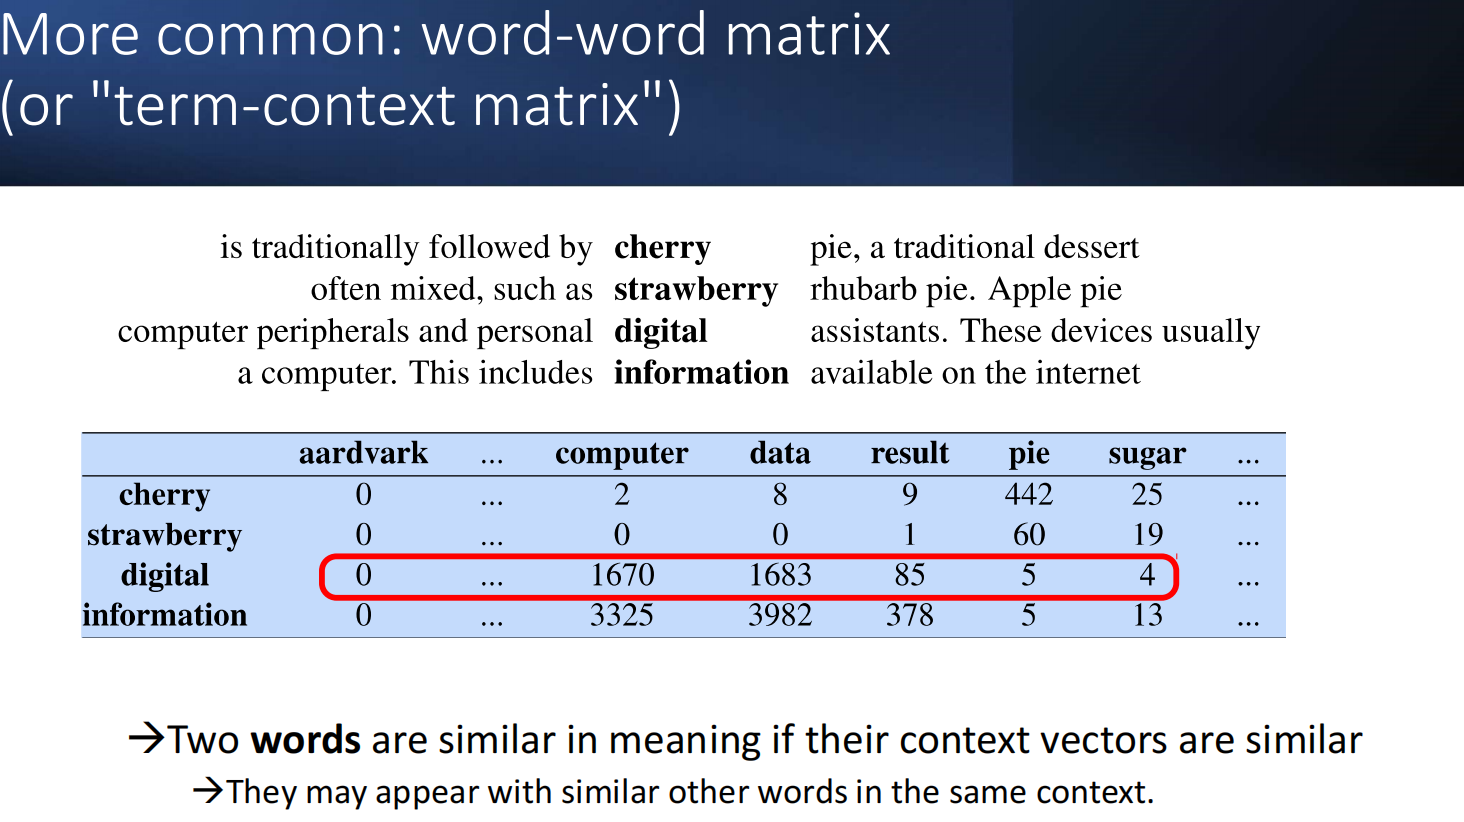 More common: word-word matrix
(or "term-context matrix")
is traditionally followed by cherry pie, a traditional dessert
often mixed, such as strawberry rhubarb pie. Apple pie
computer peripherals and personal digital assistants. These devices usually
a computer. This includes information available on the internet
aardvark ... computer data result pie sugar ...
cherry 0 ... 2 8 9 442 25 ...
strawberry 0 ... 0 0 1 60 19 ...
digital 0 ... 1670 1683 85 5 4 ...
information 0 ... 3325 3982 378 5 13 ...
→Two words are similar in meaning if their context vectors are similar
→They may appear with similar other words in the same context.